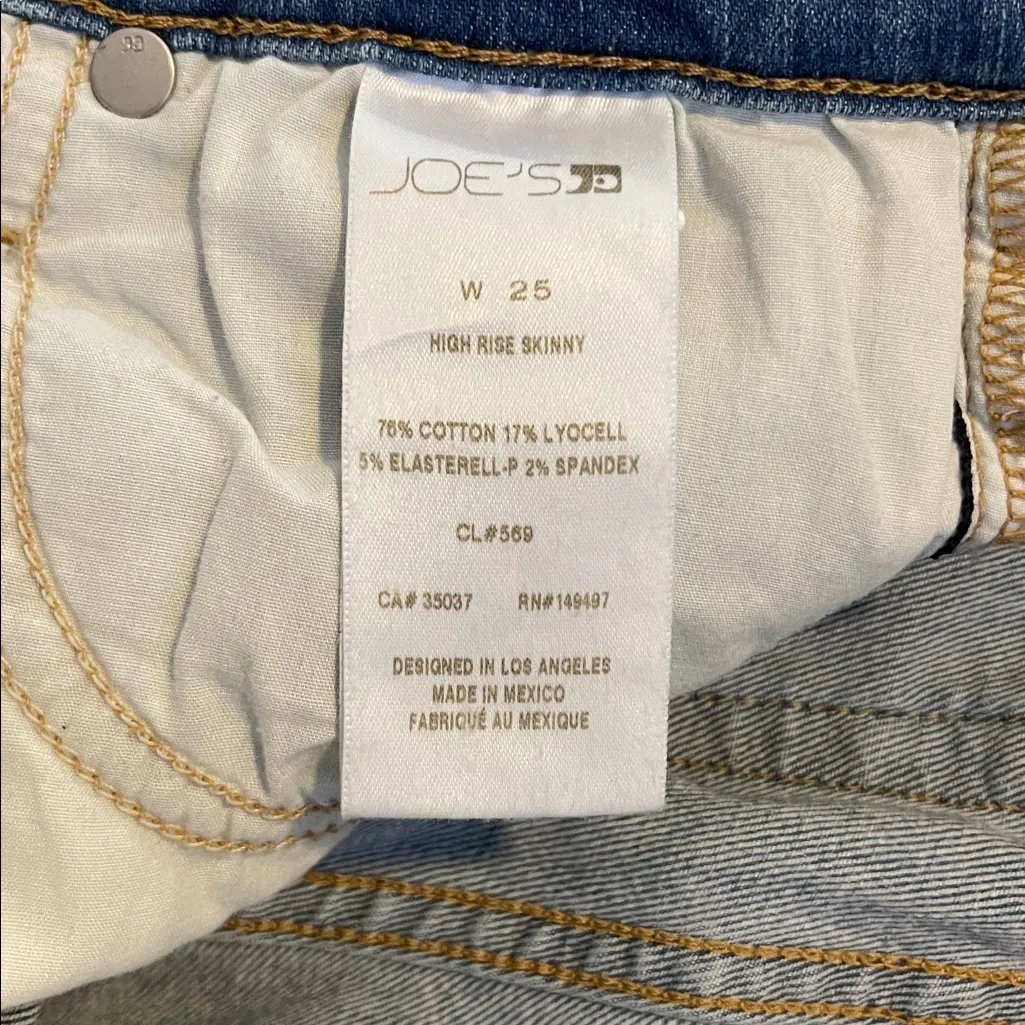 JOE'S
W 25
HIGH RISE SKINNY
76% COTTON 17% LYOCELL
5% ELASTERELL-P 2% SPANDEX
CL#569
CA# 35037 RN#149497
DESIGNED IN LOS ANGELES
MADE IN MEXICO
FABRIQUÉ AU MEXIQUE